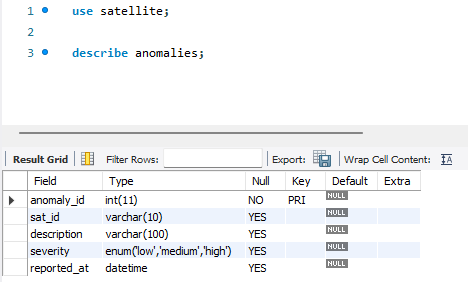 1 use satellite;
2
3 describe anomalies;
Result Grid Filter Rows: Export: Wrap Cell Content:
Field Type Null Key Default Extra
anomaly_id int(11) NO PRI NULL
sat_id varchar(10) YES NULL
description varchar(100) YES NULL
severity enum('low','medium','high') YES NULL
reported_at datetime YES NULL